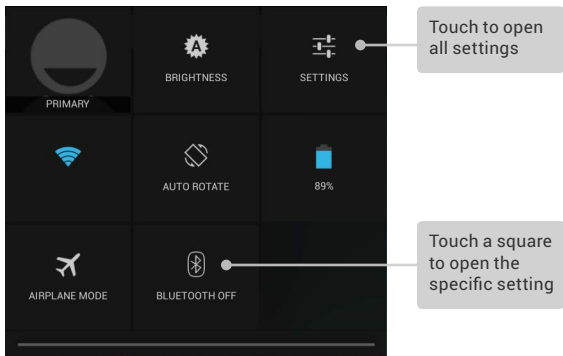 A
BRIGHTNESS
SETTINGS
PRIMARY
Touch to open
all settings
AUTO ROTATE
89%
AIRPLANE MODE
BLUETOOTH OFF
Touch a square
to open the
specific setting